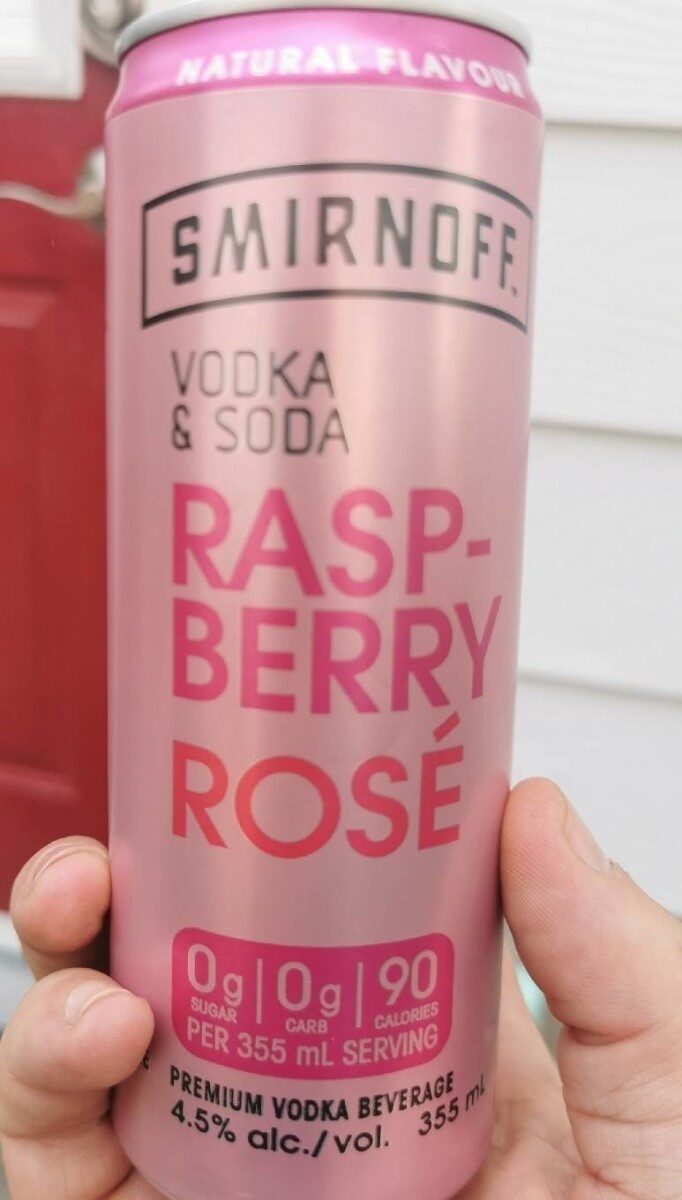 NATURAL FLAVOUR
SMIRNOFF.
VODKA
& SODA
RASP-
BERRY
ROSÉ
0g | 0g | 90
SUGAR CARB CALORIES
PER 355 mL SERVING
PREMIUM VODKA BEVERAGE
4.5% alc./vol. 355 mL